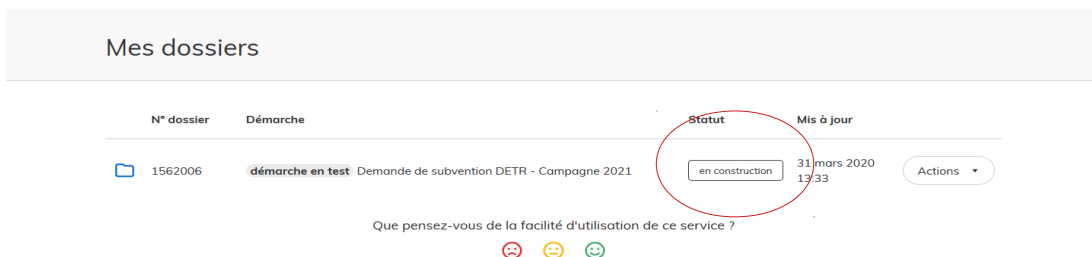 Mes dossiers
N° dossier Démarche Statut Mis à jour
1562006 démarche en test Demande de subvention DETR - Campagne 2021 en construction 31 mars 2020 13:33 Actions
Que pensez-vous de la facilité d'utilisation de ce service ?